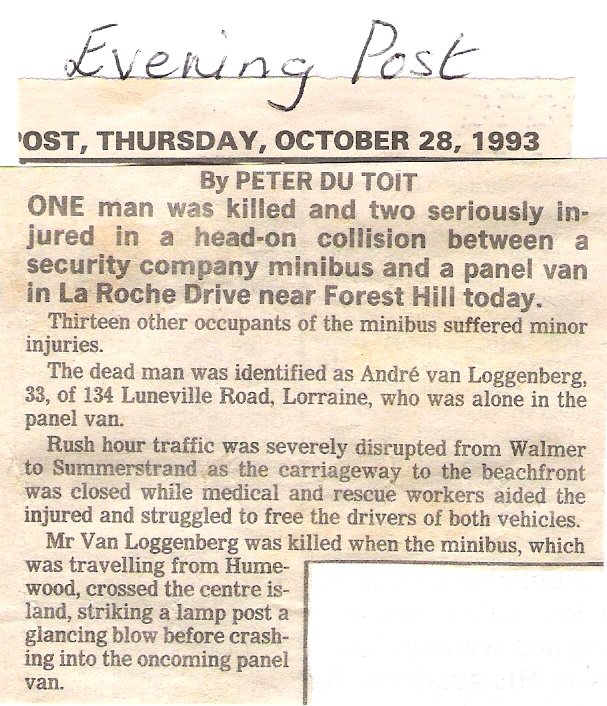 Evening Post
POST, THURSDAY, OCTOBER 28, 1993
By PETER DU TOIT
ONE man was killed and two seriously in-
jured in a head-on collision between a
security company minibus and a panel van
in La Roche Drive near Forest Hill today.
Thirteen other occupants of the minibus suffered minor
injuries.
The dead man was identified as André van Loggenberg,
33, of 134 Luneville Road, Lorraine, who was alone in the
panel van.
Rush hour traffic was severely disrupted from Walmer
to Summerstrand as the carriageway to the beachfront
was closed while medical and rescue workers aided the
injured and struggled to free the drivers of both vehicles.
Mr Van Loggenberg was killed when the minibus, which
was travelling from Hume-
wood, crossed the centre is-
land, striking a lamp post a
glancing blow before crash-
ing into the oncoming panel
van.